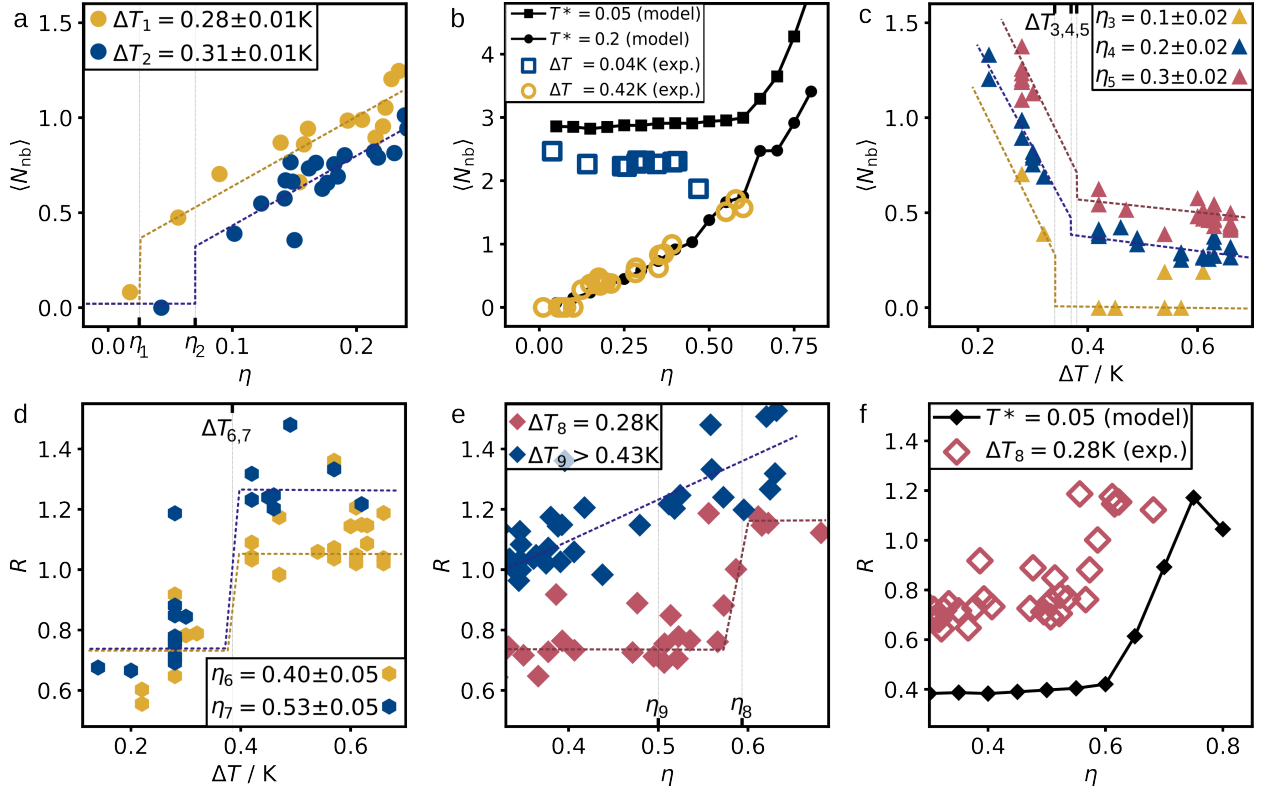 a
ΔT₁ = 0.28±0.01K
ΔT₂ = 0.31±0.01K
1.5
1.0
0.5
0.0
⟨Nnb⟩
0.0
η₁
η₂
0.1
0.2
η
b
T* = 0.05 (model)
T* = 0.2 (model)
ΔT = 0.04K (exp.)
ΔT = 0.42K (exp.)
4
3
2
1
0
⟨Nnb⟩
0.00
0.25
0.50
0.75
η
c
ΔT₃,₄,₅
η₃ = 0.1±0.02
η₄ = 0.2±0.02
η₅ = 0.3±0.02
1.5
1.0
0.5
0.0
⟨Nnb⟩
0.2
0.4
0.6
ΔT / K
d
ΔT₆,₇
1.4
1.2
1.0
0.8
0.6
R
η₆ = 0.40±0.05
η₇ = 0.53±0.05
0.2
0.4
0.6
ΔT / K
e
ΔT₈ = 0.28K
ΔT₉ > 0.43K
1.4
1.2
1.0
0.8
0.6
R
η₉
η₈
0.4
0.5
0.6
η
f
T* = 0.05 (model)
ΔT₈ = 0.28K (exp.)
1.4
1.2
1.0
0.8
0.6
0.4
R
0.4
0.6
0.8
η